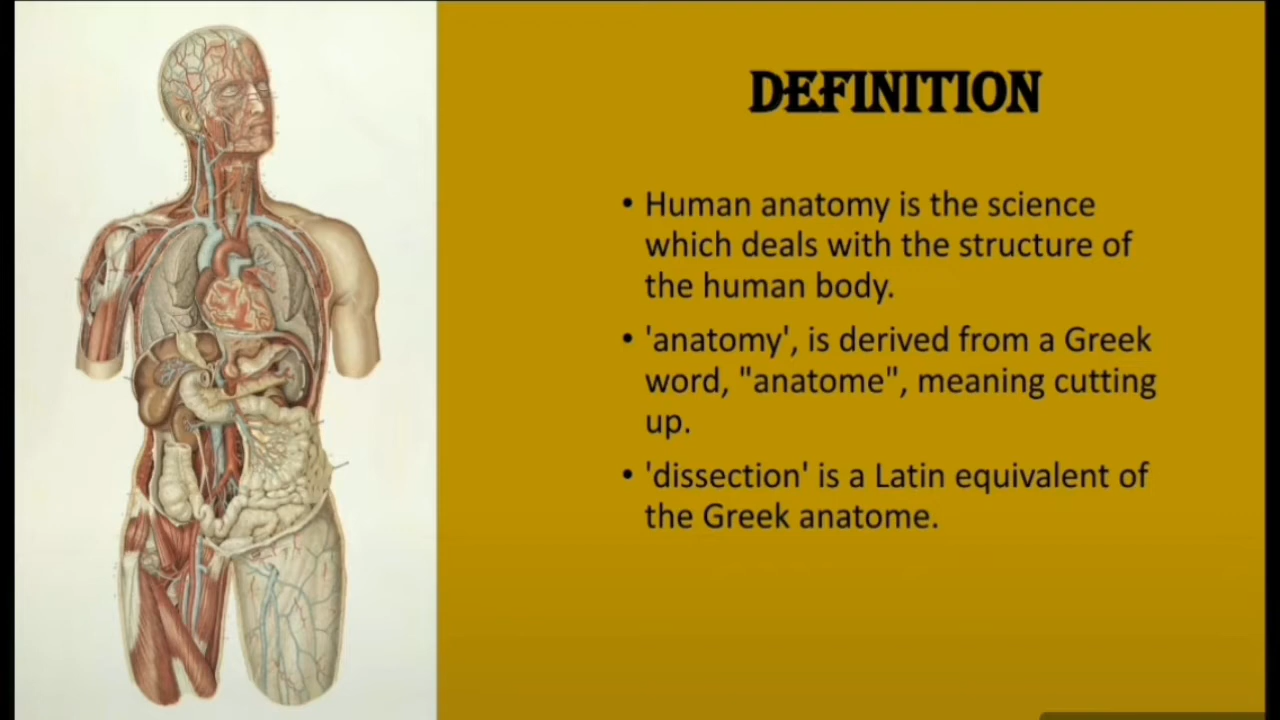 DEFINITION
• Human anatomy is the science
which deals with the structure of
the human body.
• 'anatomy', is derived from a Greek
word, "anatome", meaning cutting
up.
• 'dissection' is a Latin equivalent of
the Greek anatome.